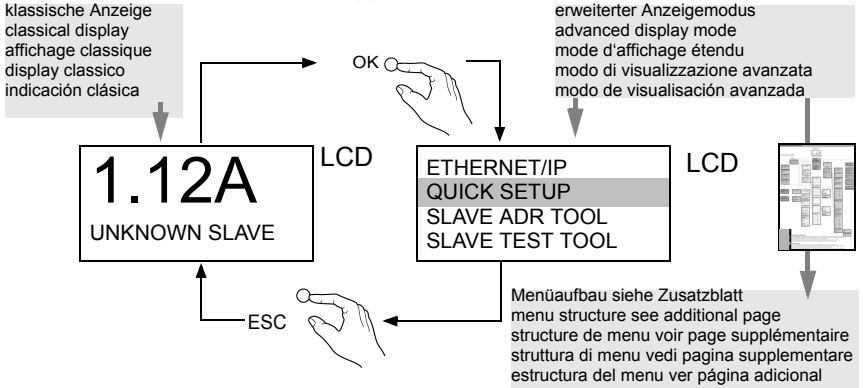 klassische Anzeige
classical display
affichage classique
display classico
indicación clásica
erweiterter Anzeigemodus
advanced display mode
mode d'affichage étendu
modo di visualizzazione avanzata
modo de visualisación avanzada
OK
1.12A
UNKNOWN SLAVE
LCD
ETHERNET/IP
QUICK SETUP
SLAVE ADR TOOL
SLAVE TEST TOOL
LCD
ESC
Menüaufbau siehe Zusatzblatt
menu structure see additional page
structure de menu voir page supplémentaire
struttura di menu vedi pagina supplementare
estructura del menu ver página adicional